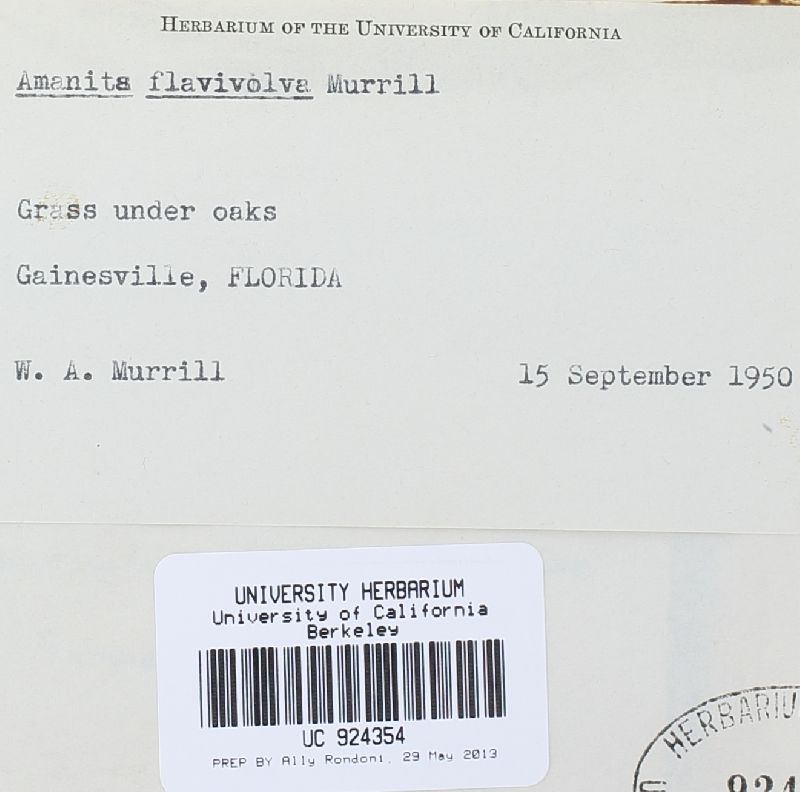 HERBARIUM OF THE UNIVERSITY OF CALIFORNIA
Amanita flavivolva Murrill
Grass under oaks
Gainesville, FLORIDA
W. A. Murrill 15 September 1950
UNIVERSITY HERBARIUM
University of California
Berkeley
UC 924354
PREP BY Ally Rondoni, 29 May 2013
HERBARIU
U
924